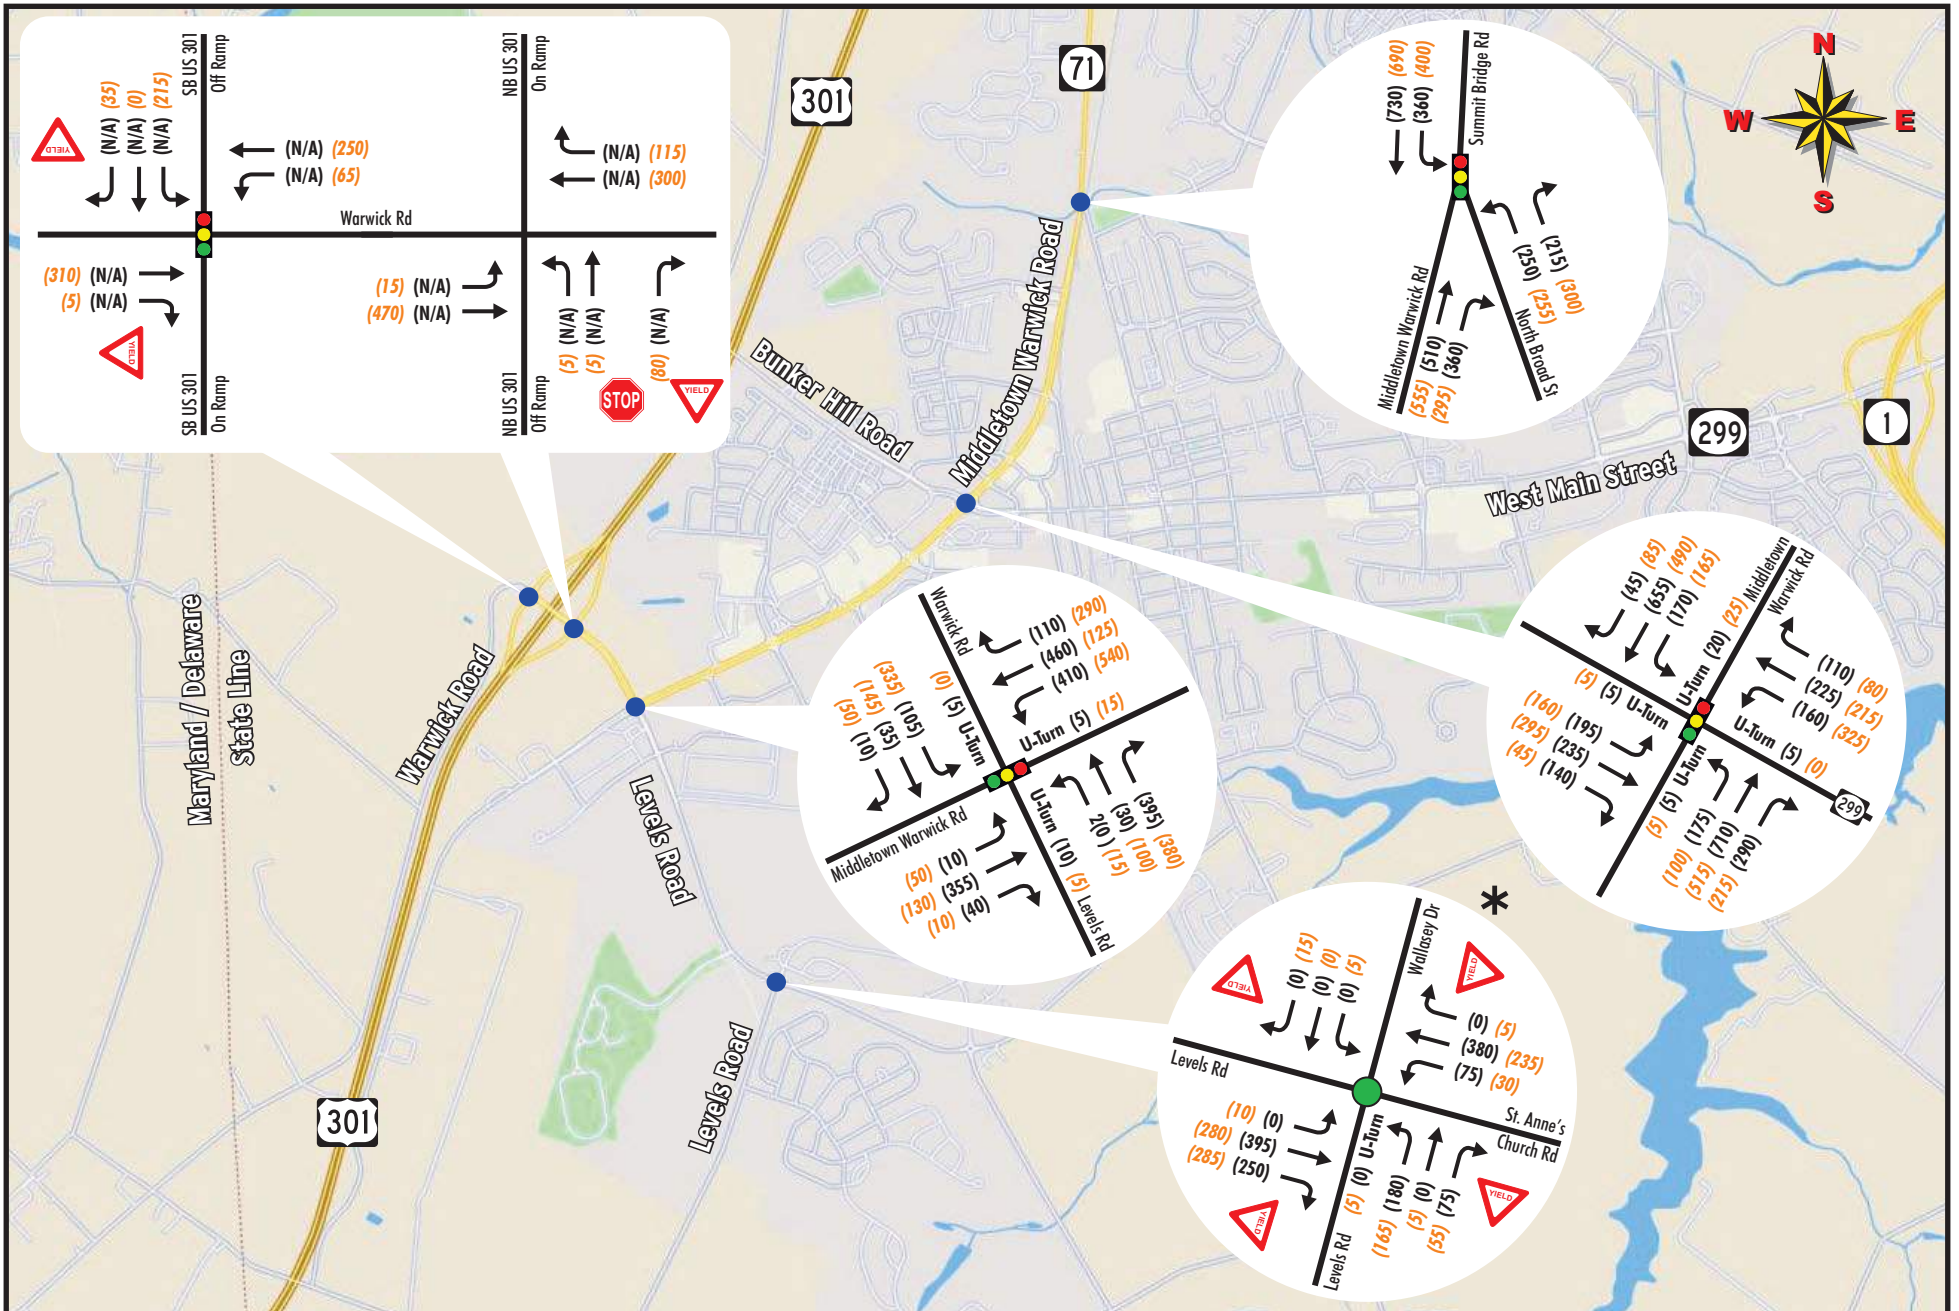 SB US 301
Off Ramp
(N/A) (35)
(N/A) (0)
(N/A) (215)
YIELD
(N/A) (250)
(N/A) (65)
NB US 301
On Ramp
(N/A) (115)
(N/A) (300)
Warwick Rd
(310) (N/A)
(5) (N/A)
YIELD
SB US 301
On Ramp
(15) (N/A)
(470) (N/A)
(5) (N/A)
(5) (N/A)
(80) (N/A)
STOP
YIELD
NB US 301
Off Ramp
301
71
(730) (690)
(360) (400)
Summit Bridge Rd
(250) (255)
(215) (300)
North Broad St
Middletown Warwick Rd
(555) (510)
(295) (360)
N
W
E
S
Bunker Hill Road
Middletown Warwick Road
299
1
West Main Street
Maryland / Delaware
State Line
Warwick Road
Levels Road
Levels Road
301
Warwick Rd
(110) (290)
(460) (125)
(410) (540)
U-Turn (5) (15)
(0) (5) U-Turn
(335) (105)
(145) (35)
(50) (10)
Middletown Warwick Rd
(50) (10)
(130) (355)
(10) (40)
U-Turn (10) (5)
Levels Rd
2(0 ) (15)
(30) (100)
(395) (380)
(45) (85)
(655) (490)
(170) (165)
U-Turn (20) (25)
Middletown
Warwick Rd
(110) (80)
(225) (215)
(160) (325)
U-Turn (5) (0)
299
(5) (5) U-Turn
(160) (195)
(295) (235)
(45) (140)
(5) (5) U-Turn
(100) (175)
(515) (710)
(215) (290)
*
Wallasey Dr
YIELD
YIELD
(0) (15)
(0) (0)
(0) (5)
(0) (5)
(380) (235)
(75) (30)
Levels Rd
St. Anne's
Church Rd
(10) (0)
(280) (395)
(285) (250)
YIELD
YIELD
(5) (0) U-Turn
(165) (180)
(5) (0)
(55) (75)
Levels Rd